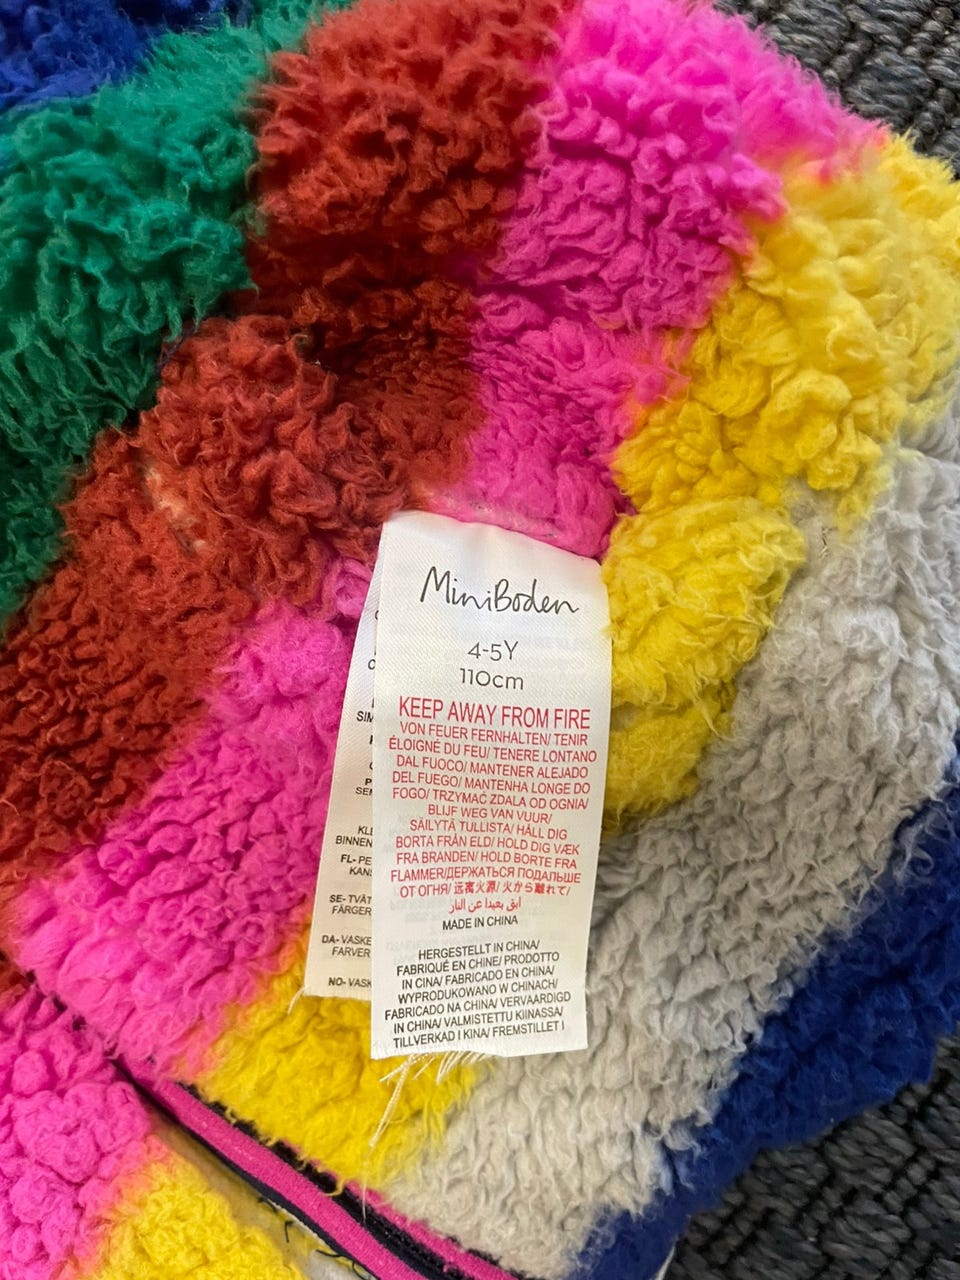 MiniBoden
4-5Y
110cm
KEEP AWAY FROM FIRE
VON FEUER FERNHALTEN/ TENIR
ÉLOIGNÉ DU FEU/ TENERE LONTANO
DAL FUOCO/ MANTENER ALEJADO
DEL FUEGO/ MANTENHA LONGE DO
FOGO/ TRZYMAĆ ZDALA OD OGNIA/
BLIJF WEG VAN VUUR/
SÄILYTÄ TULLISTA/ HÅLL DIG
BORTA FRÅN ELD/ HOLD DIG VÆK
FRA BRANDEN/ HOLD BORTE FRA
FLAMMER/ДЕРЖАТЬСЯ ПОДАЛЬШЕ
ОТ ОГНЯ/ 远离火源/ 火から離れて/
ابق بعيدا عن النار
MADE IN CHINA
HERGESTELLT IN CHINA/
FABRIQUÉ EN CHINE/ PRODOTTO
IN CINA/ FABRICADO EN CHINA/
WYPRODUKOWANO W CHINACH/
FABRICADO NA CHINA/ VERVAARDIGD
IN CHINA/ VALMISTETTU KIINASSA/
TILLVERKAD I KINA/ FREMSTILLET I
SIM
SEN
KLE
BINNEN
FL- PE
KAN
SE- TVÄT
FÄRGER
DA- VASKE
FARVER
NO- VASK